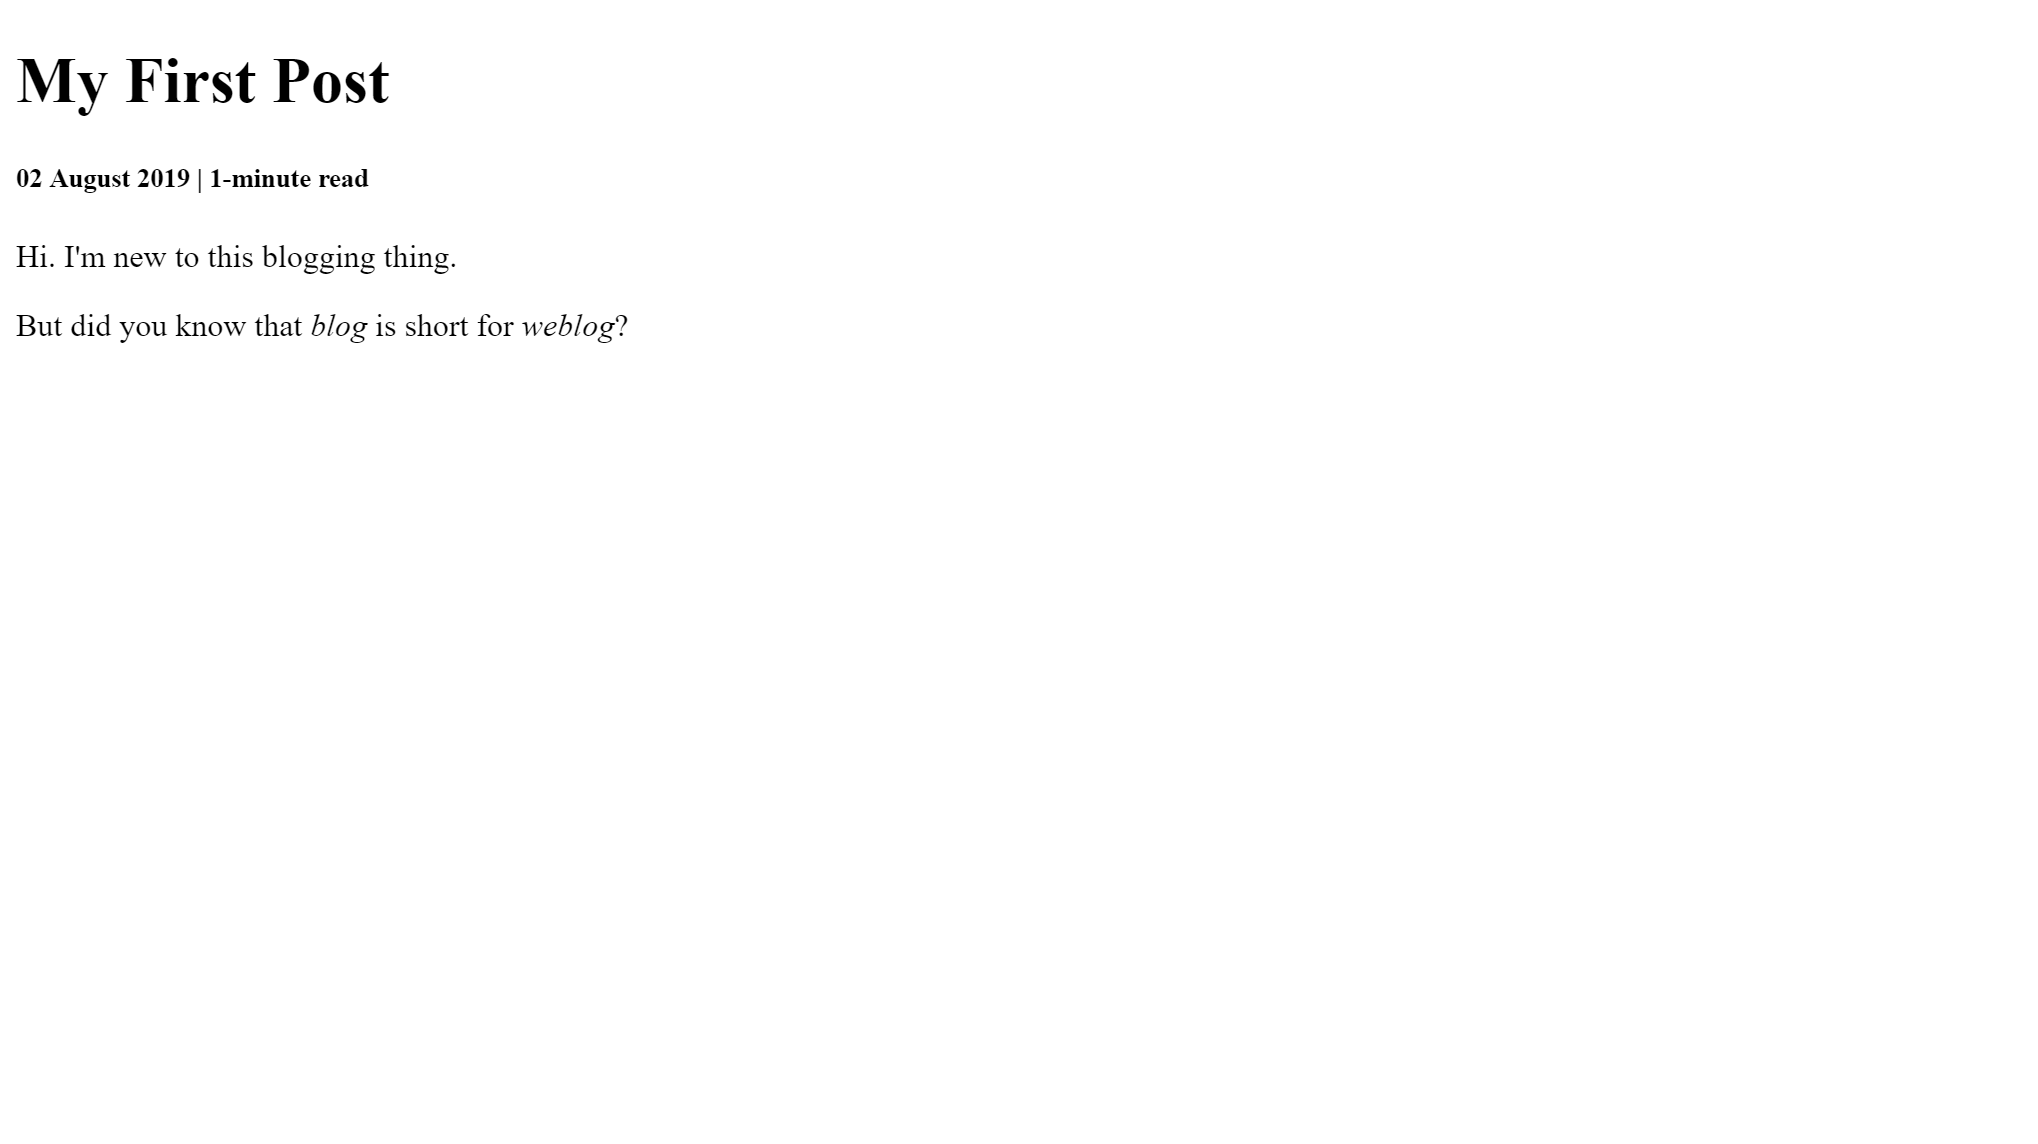 My First Post
02 August 2019 | 1-minute read
Hi. I'm new to this blogging thing.
But did you know that blog is short for weblog?